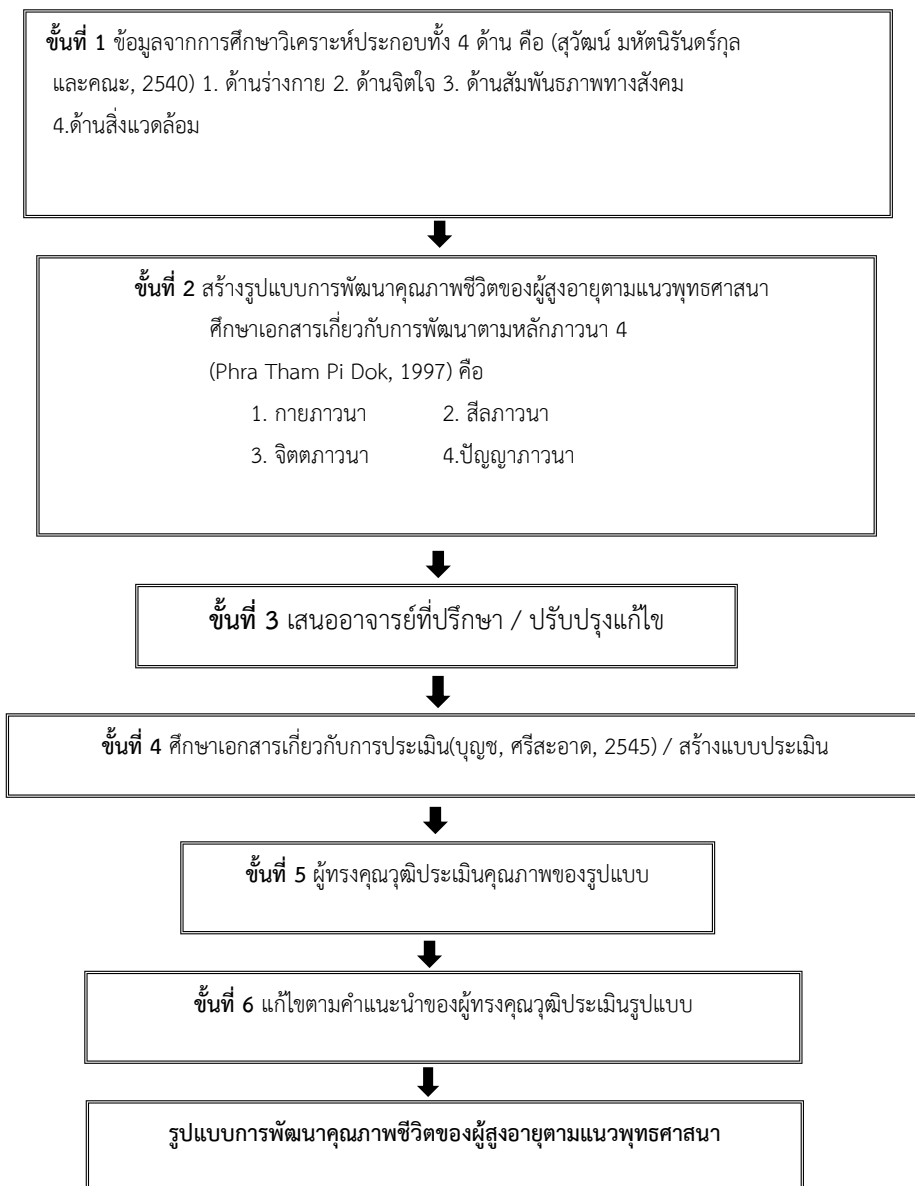 ขั้นที่ 1 ข้อมูลจากการศึกษาวิเคราะห์ประกอบทั้ง 4 ด้าน คือ (สุวัฒน์ มหัตนิรันดร์กุล
และคณะ, 2540) 1. ด้านร่างกาย 2. ด้านจิตใจ 3. ด้านสัมพันธภาพทางสังคม
4.ด้านสิ่งแวดล้อม
ขั้นที่ 2 สร้างรูปแบบการพัฒนาคุณภาพชีวิตของผู้สูงอายุตามแนวพุทธศาสนา
ศึกษาเอกสารเกี่ยวกับการพัฒนาตามหลักภาวนา 4
(Phra Tham Pi Dok, 1997) คือ
1. กายภาวนา 2. สีลภาวนา
3. จิตตภาวนา 4.ปัญญาภาวนา
ขั้นที่ 3 เสนออาจารย์ที่ปรึกษา / ปรับปรุงแก้ไข
ขั้นที่ 4 ศึกษาเอกสารเกี่ยวกับการประเมิน(บุญช, ศรีสะอาด, 2545) / สร้างแบบประเมิน
ขั้นที่ 5 ผู้ทรงคุณวุฒิประเมินคุณภาพของรูปแบบ
ขั้นที่ 6 แก้ไขตามคำแนะนำของผู้ทรงคุณวุฒิประเมินรูปแบบ
รูปแบบการพัฒนาคุณภาพชีวิตของผู้สูงอายุตามแนวพุทธศาสนา